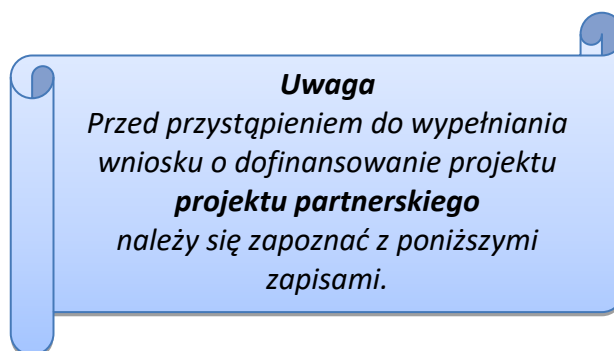 Uwaga
Przed przystąpieniem do wypełniania
wniosku o dofinansowanie projektu
projektu partnerskiego
należy się zapoznać z poniższymi
zapisami.